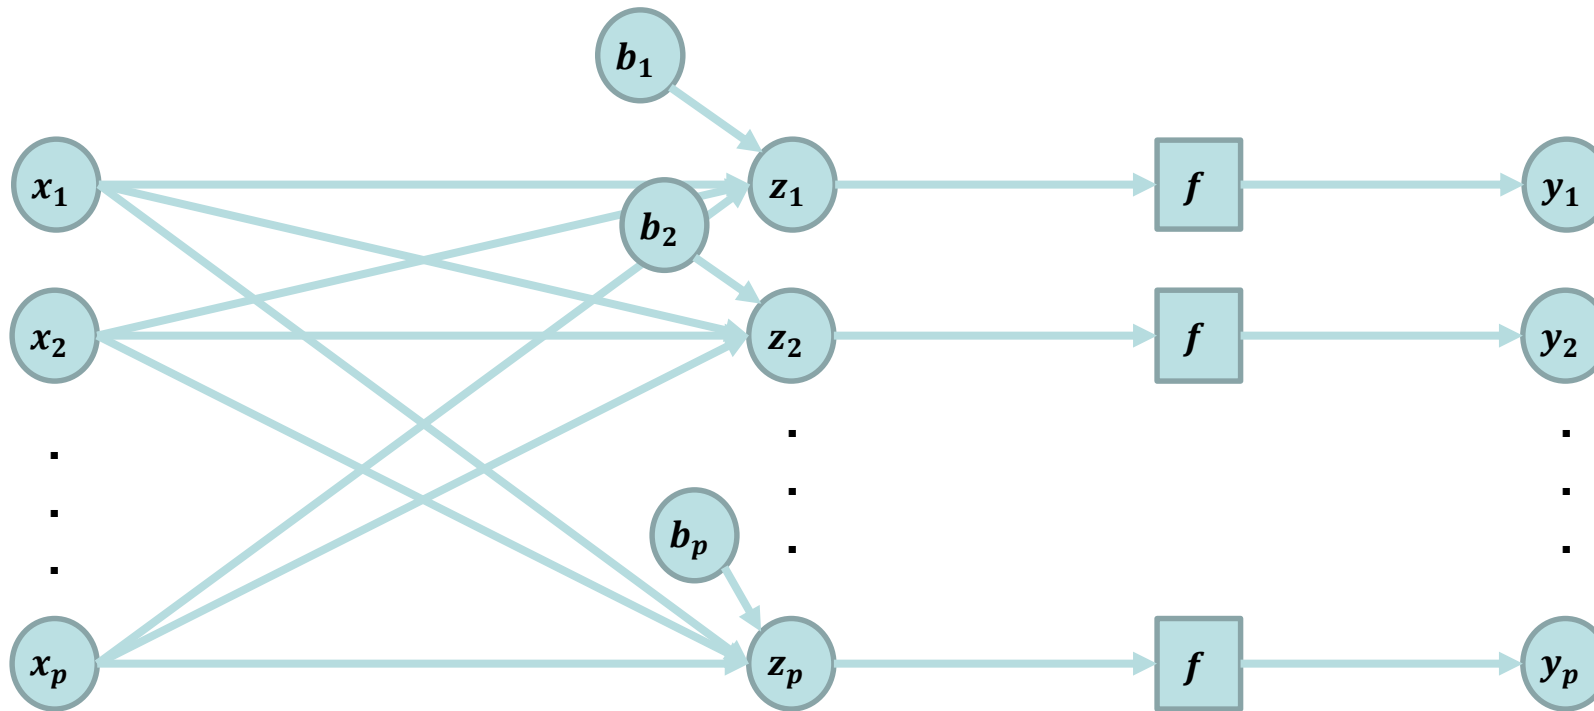 b₁
x₁ z₁ f y₁
b₂
x₂ z₂ f y₂
. .
.
. .
.
bₚ
. .
.
xₚ zₚ f yₚ